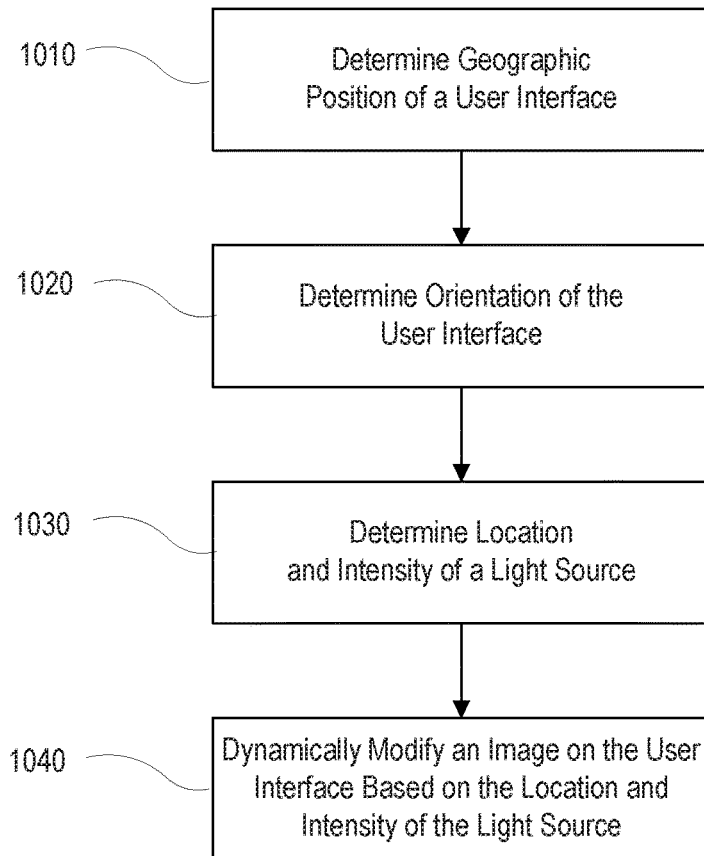 1010
Determine Geographic
Position of a User Interface
1020
Determine Orientation of the
User Interface
1030
Determine Location
and Intensity of a Light Source
1040
Dynamically Modify an Image on the User
Interface Based on the Location and
Intensity of the Light Source